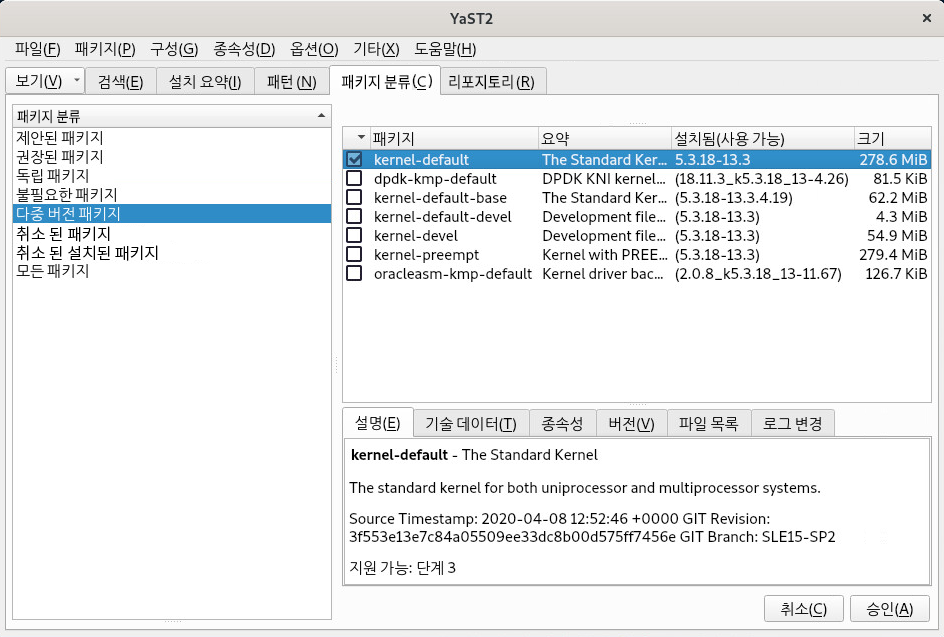 YaST2
파일(F) 패키지(P) 구성(G) 종속성(D) 옵션(O) 기타(X) 도움말(H)
보기(V) 검색(E) 설치 요약(I) 패턴 (N) 패키지 분류(C) 리포지토리(R)
패키지 분류
제안된 패키지
권장된 패키지
독립 패키지
불필요한 패키지
다중 버전 패키지
취소 된 패키지
취소 된 설치된 패키지
모든 패키지
패키지 요약 설치됨(사용 가능) 크기
kernel-default The Standard Ker... 5.3.18-13.3 278.6 MiB
dpdk-kmp-default DPDK KNI kernel... (18.11.3_k5.3.18_13-4.26) 81.5 KiB
kernel-default-base The Standard Ker... (5.3.18-13.3.4.19) 62.2 MiB
kernel-default-devel Development file... (5.3.18-13.3) 4.3 MiB
kernel-devel Development file... (5.3.18-13.3) 54.9 MiB
kernel-preempt Kernel with PREE... (5.3.18-13.3) 279.4 MiB
oracleasm-kmp-default Kernel driver bac... (2.0.8_k5.3.18_13-11.67) 126.7 KiB
설명(E) 기술 데이터(T) 종속성 버전(V) 파일 목록 로그 변경
kernel-default - The Standard Kernel
The standard kernel for both uniprocessor and multiprocessor systems.
Source Timestamp: 2020-04-08 12:52:46 +0000 GIT Revision:
3f553e13e7c84a05509ee33dc8b00d575ff7456e GIT Branch: SLE15-SP2
지원 가능: 단계 3
취소(C) 승인(A)